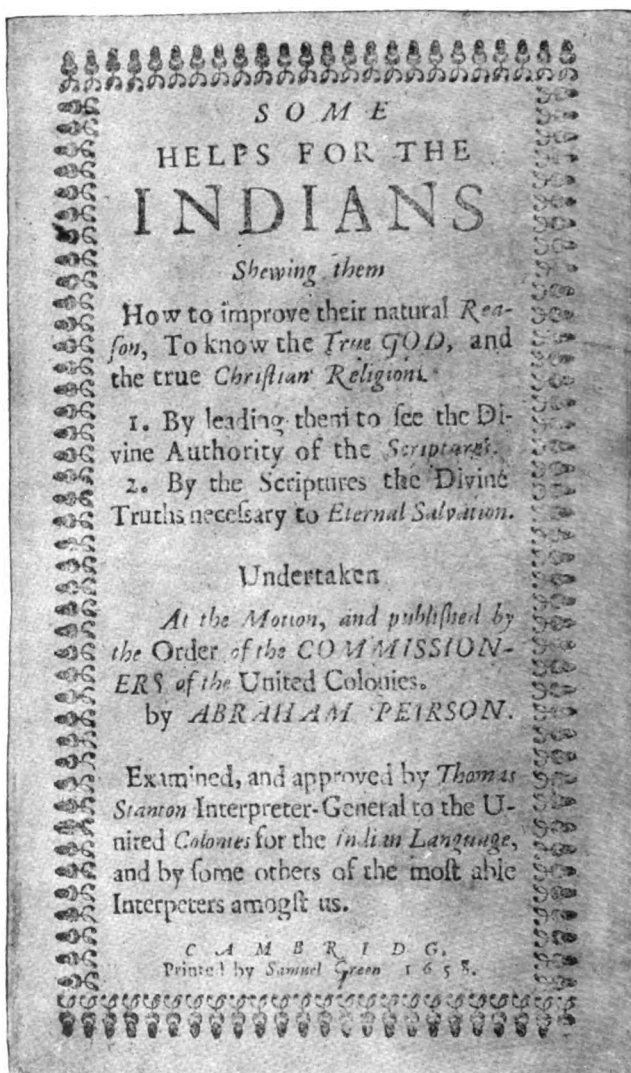 SOME
HELPS FOR THE
INDIANS
Shewing them
How to improve their natural Rea-
ſon, To know the True GOD, and
the true Chriſtian Religion.
1. By leading them to ſee the Di-
vine Authority of the Scriptures.
2. By the Scriptures the Divine
Truths neceſsary to Eternal Salvation.
Undertaken
At the Motion, and publiſhed by
the Order of the COMMISSION-
ERS of the United Colonies.
by ABRAHAM PEIRSON.
Examined, and approved by Thomas
Stanton Interpreter-General to the U-
nited Colonies for the Indian Language,
and by ſome others of the moſt able
Interpeters amogſt us.
CAMBRIDG,
Printed by Samuel Green 1658.